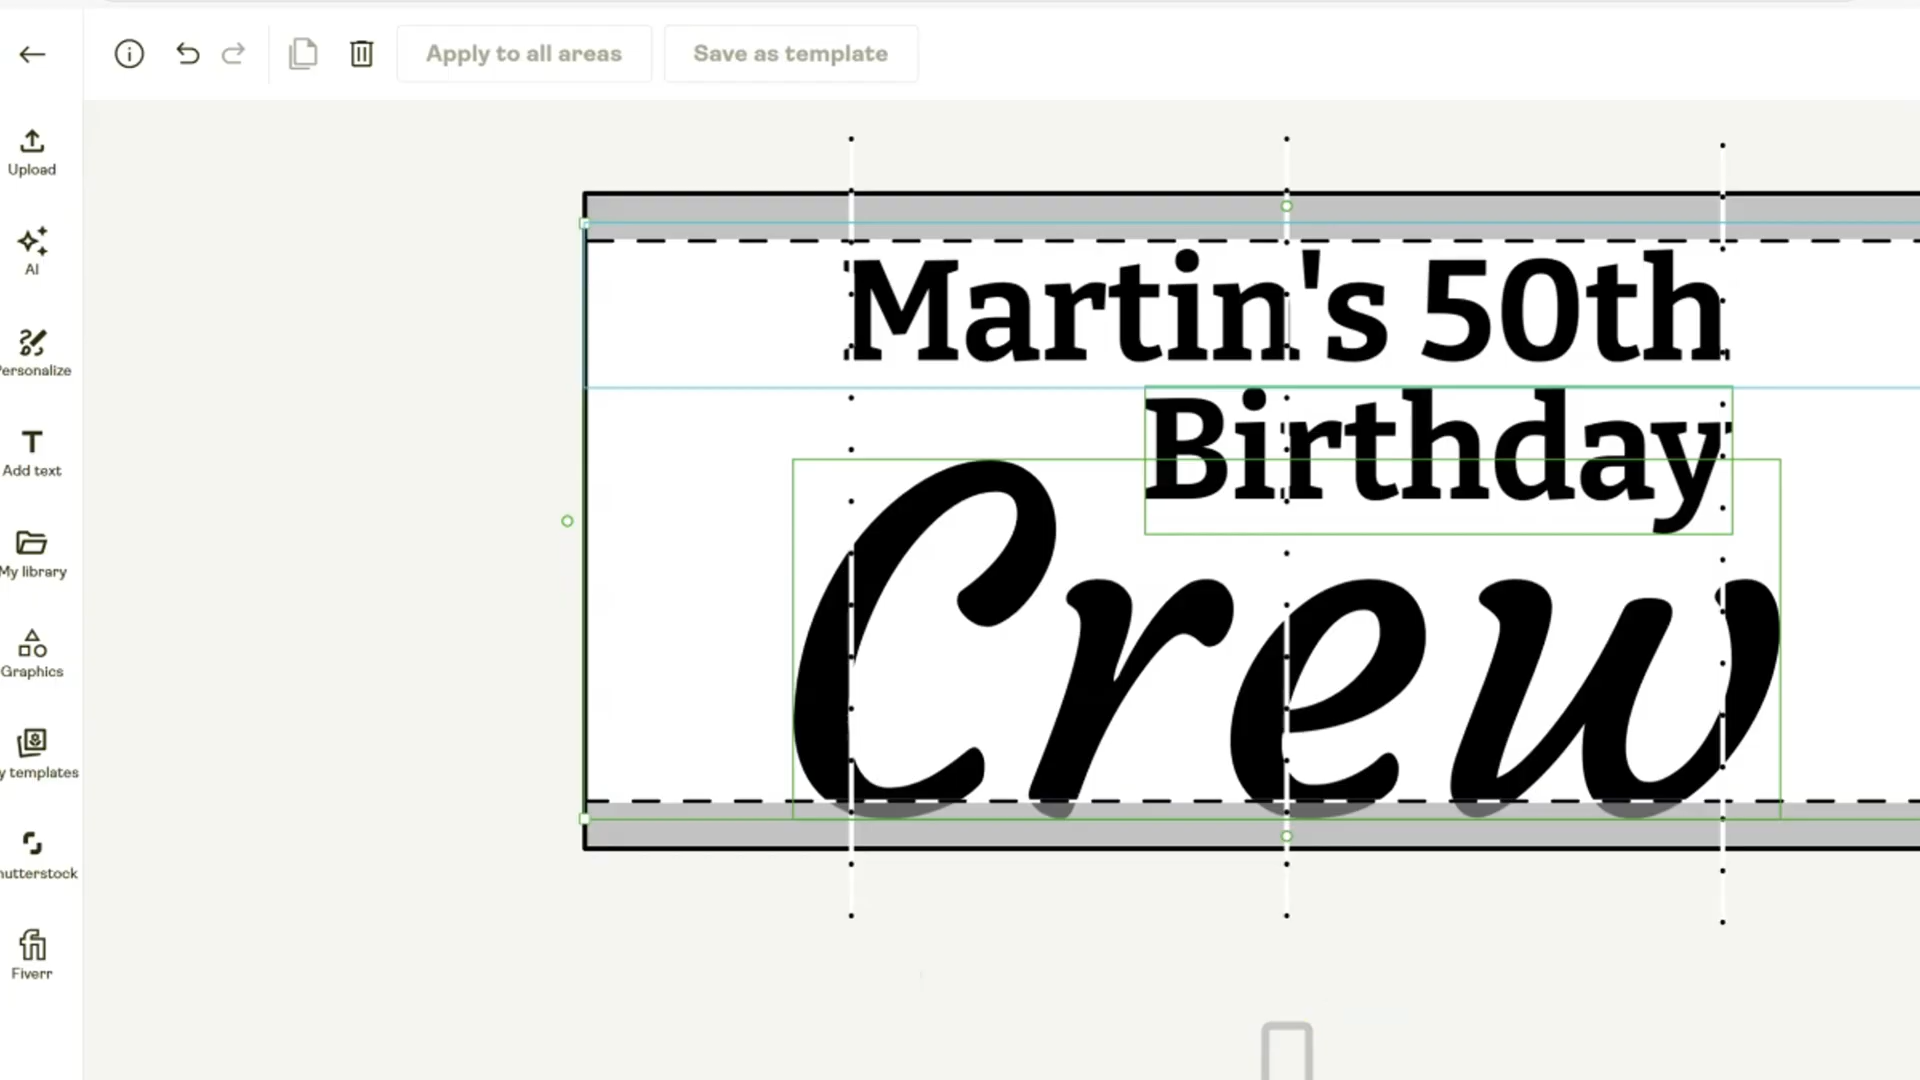 Apply to all areas
Save as template
Upload
AI
Personalize
Add text
My library
Graphics
y templates
hutterstock
Fiverr
Martin's 50th
Birthday
Crew